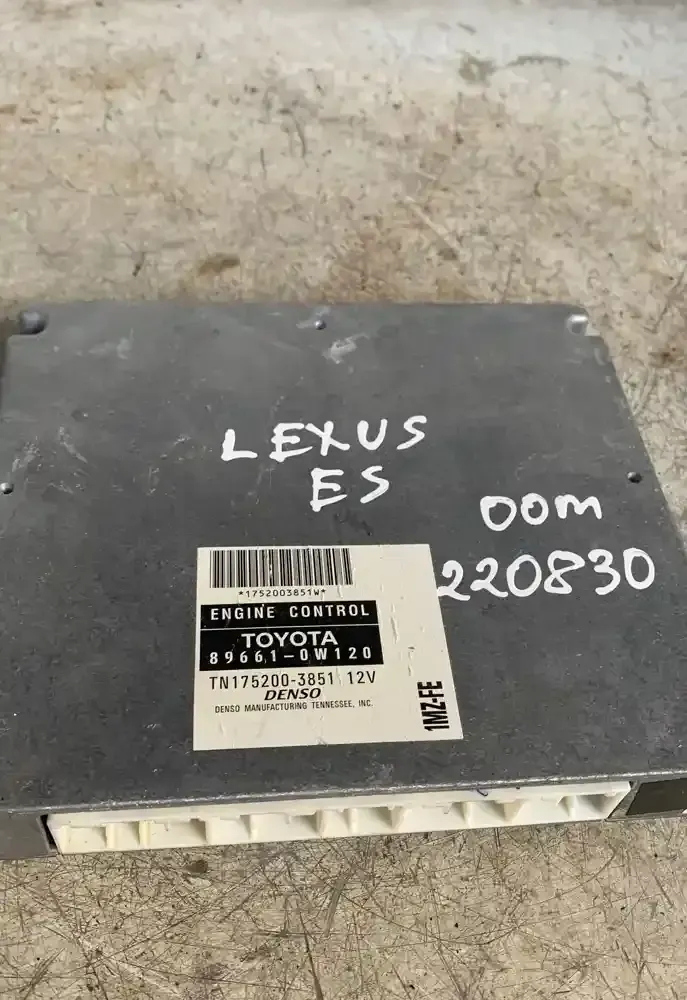 LEXUS
ES
00M
220830
*1752003851W*
ENGINE CONTROL
TOYOTA
89661-0W120
TN175200-3851 12V
DENSO
DENSO MANUFACTURING TENNESSEE, INC.
1MZ-FE